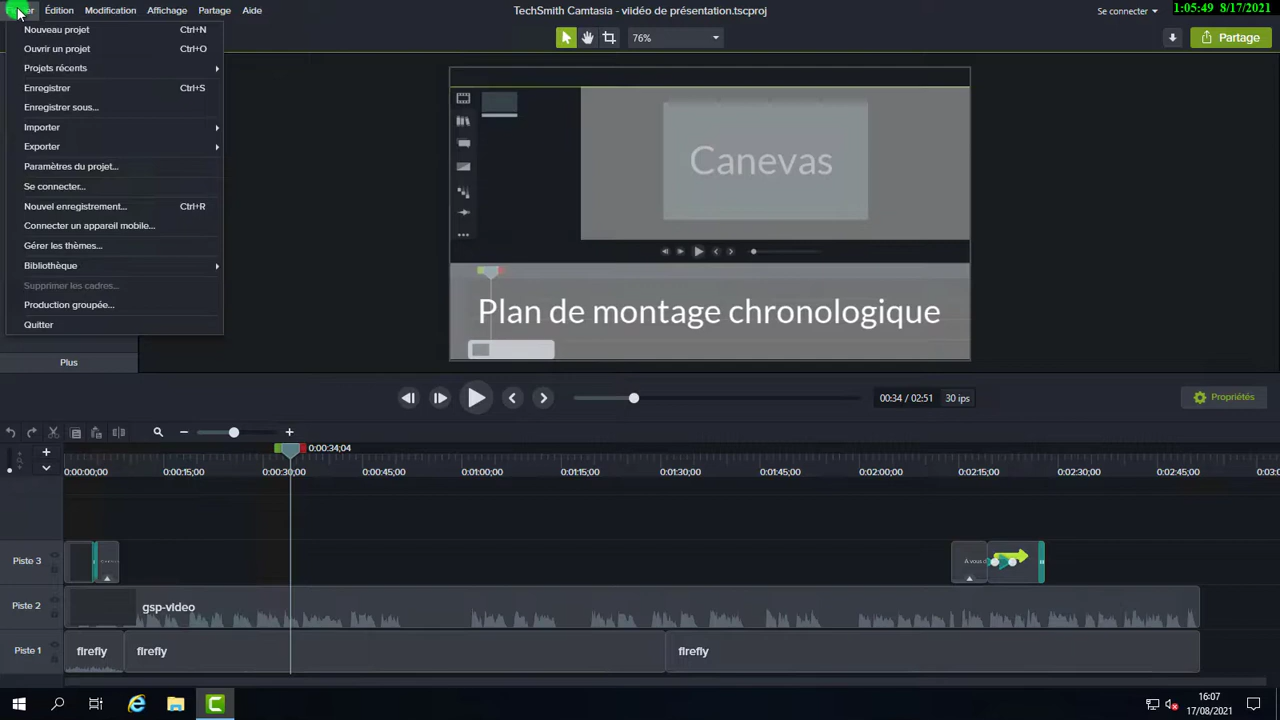 Édition Modification Affichage Partage Aide
TechSmith Camtasia - viidéo de présentation.tscproj
Se connecter
1:05:49 8/17/2021
76%
Partage
Nouveau projet Ctrl+N
Ouvrir un projet Ctrl+O
Projets récents
Enregistrer Ctrl+S
Enregistrer sous...
Importer
Exporter
Paramètres du projet...
Se connecter...
Nouvel enregistrement... Ctrl+R
Connecter un appareil mobile...
Gérer les thèmes...
Bibliothèque
Supprimer les cadres...
Production groupée...
Quitter
Plus
Canevas
Plan de montage chronologique
00:34 / 02:51 30 ips
Propriétés
0:00:34;04
0:00:00;00 0:00:15;00 0:00:30;00 0:00:45;00 0:01:00;00 0:01:15;00 0:01:30;00 0:01:45;00 0:02:00;00 0:02:15;00 0:02:30;00 0:02:45;00
Piste 3
Piste 2 gsp-video
Piste 1 firefly firefly firefly
16:07
17/08/2021